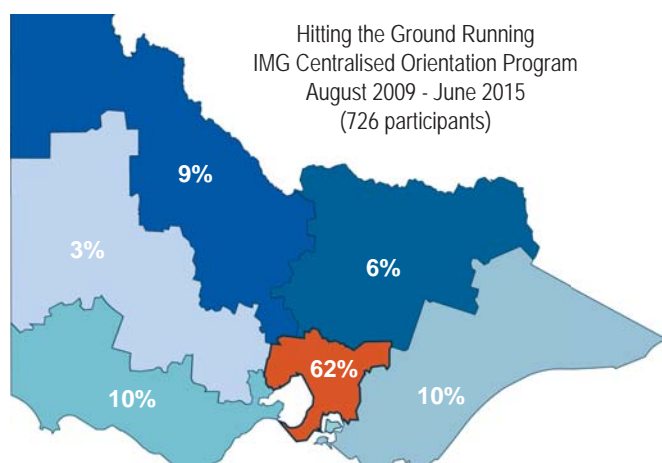 Hitting the Ground Running
IMG Centralised Orientation Program
August 2009 - June 2015
(726 participants)
9%
3%
6%
62%
10%
10%